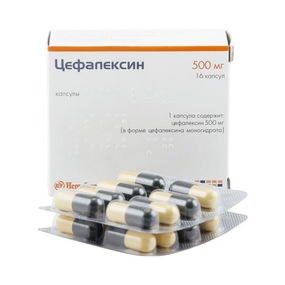 Цефалексин
500 мг
16 капсул
капсулы
1 капсула содержит:
цефалексин 500 мг
(в форме цефалексина моногидрата)